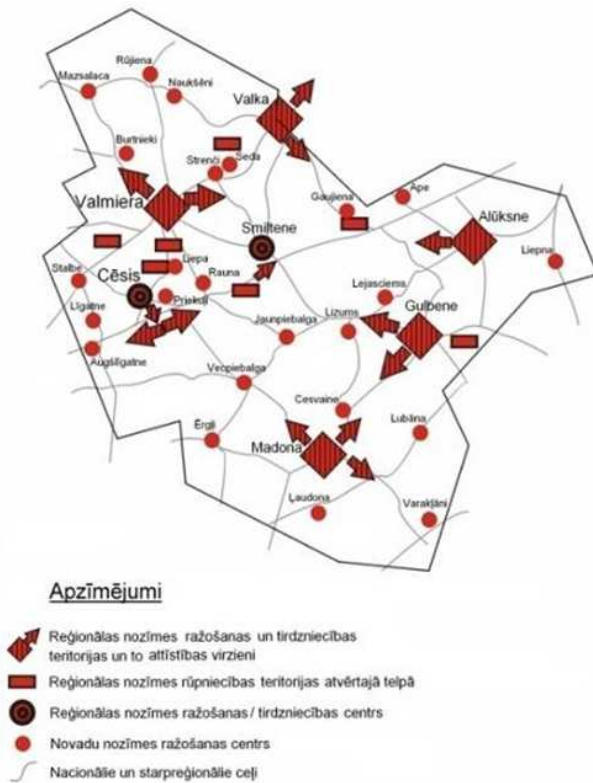 Rūjiena
Mazsalaca
Naukšēni
Valka
Burtnieki
Strenči
Seda
Valmiera
Gaujiena
Ape
Smiltene
Alūksne
Liepna
Liepa
Stalbe
Cēsis
Rauna
Priekuļi
Lejasciems
Līgatne
Jaunpiebalga
Lizums
Gulbene
Augšlīgatne
Vecpiebalga
Cesvaine
Ērgļi
Lubāna
Madona
Ļaudona
Varakļāni
Apzīmējumi
Reģionālas nozīmes ražošanas un tirdzniecības
teritorijas un to attīstības virzieni
Reģionālas nozīmes rūpniecības teritorijas atvērtajā telpā
Reģionālas nozīmes ražošanas/ tirdzniecības centrs
Novadu nozīmes ražošanas centrs
Nacionālie un starpreģionālie ceļi